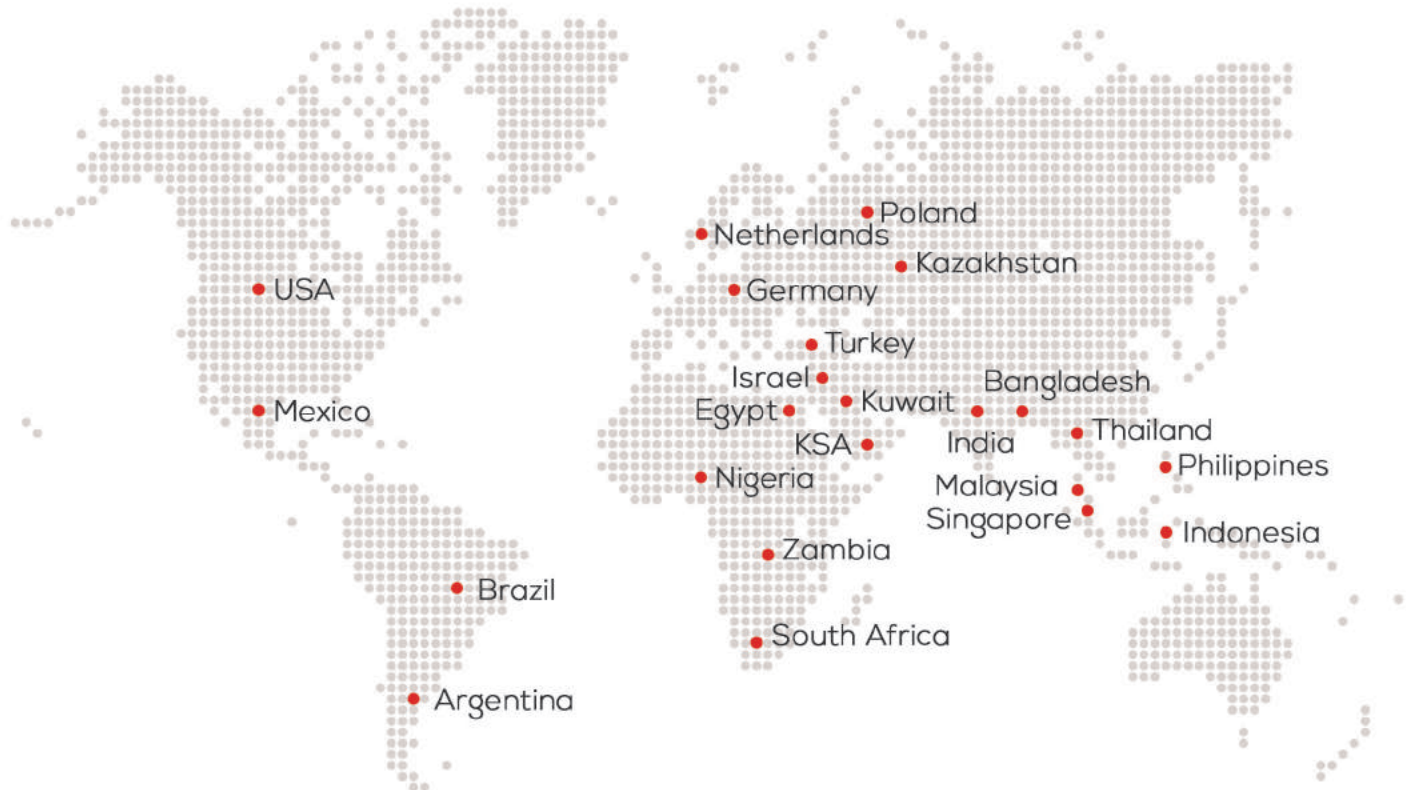 Poland
Netherlands
Kazakhstan
USA
Germany
Turkey
Israel
Bangladesh
Kuwait
Egypt
Mexico
Thailand
KSA
India
Philippines
Nigeria
Malaysia
Singapore
Indonesia
Zambia
Brazil
South Africa
Argentina